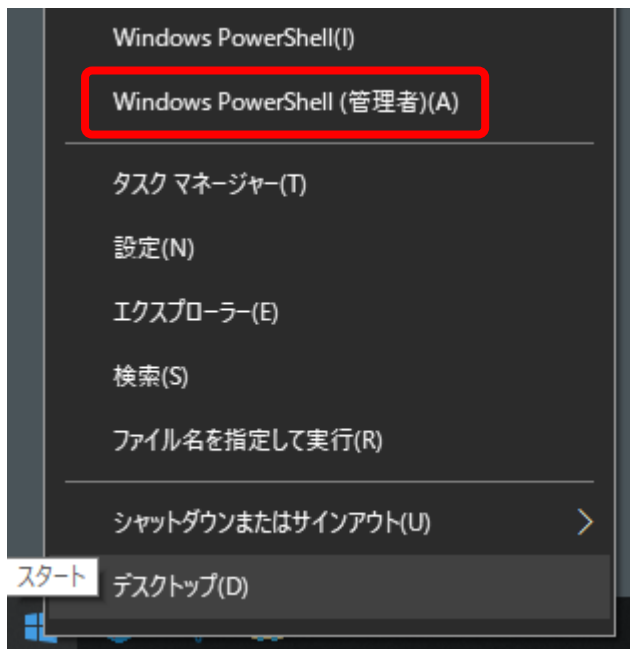 Windows PowerShell(I)
Windows PowerShell (管理者)(A)
タスク マネージャー(T)
設定(N)
エクスプローラー(E)
検索(S)
ファイル名を指定して実行(R)
シャットダウンまたはサインアウト(U)
スタート
デスクトップ(D)